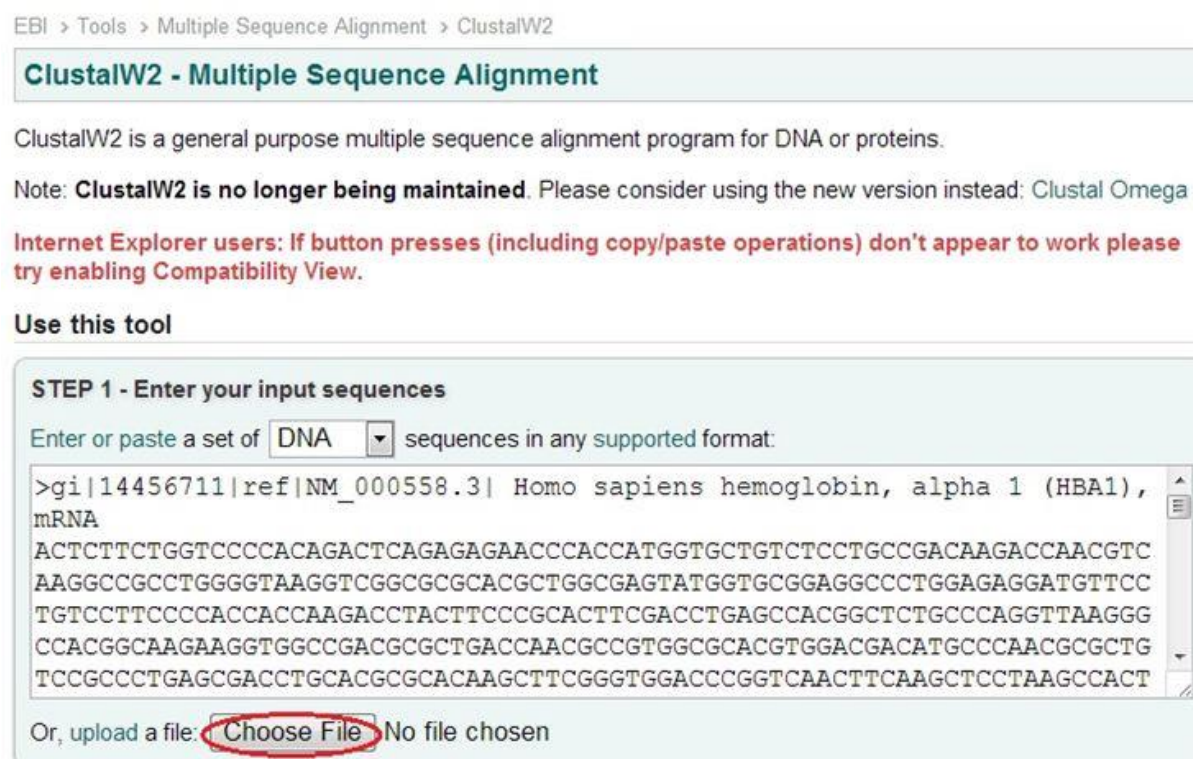 EBI > Tools > Multiple Sequence Alignment > ClustalW2
ClustalW2 - Multiple Sequence Alignment
ClustalW2 is a general purpose multiple sequence alignment program for DNA or proteins.
Note: ClustalW2 is no longer being maintained. Please consider using the new version instead: Clustal Omega
Internet Explorer users: If button presses (including copy/paste operations) don't appear to work please
try enabling Compatibility View.
Use this tool
STEP 1 - Enter your input sequences
Enter or paste a set of DNA sequences in any supported format:
>gi|14456711|ref|NM_000558.3| Homo sapiens hemoglobin, alpha 1 (HBA1),
mRNA
ACTCTTCTGGTCCCCACAGACTCAGAGAGAACCCACCATGGTGCTGTCTCCTGCCGACAAGACCAACGTC
AAGGCCGCCTGGGGTAAGGTCGGCGCGCACGCTGGCGAGTATGGTGCGGAGGCCCTGGAGAGGATGTTCC
TGTCCTTCCCCACCACCAAGACCTACTTCCCGCACTTCGACCTGAGCCACGGCTCTGCCCAGGTTAAGGG
CCACGGCAAGAAGGTGGCCGACGCGCTGACCAACGCCGTGGCGCACGTGGACGACATGCCCAACGCGCTG
TCCGCCCTGAGCGACCTGCACGCGCACAAGCTTCGGGTGGACCCGGTCAACTTCAAGCTCCTAAGCCACT
Or, upload a file: Choose File No file chosen